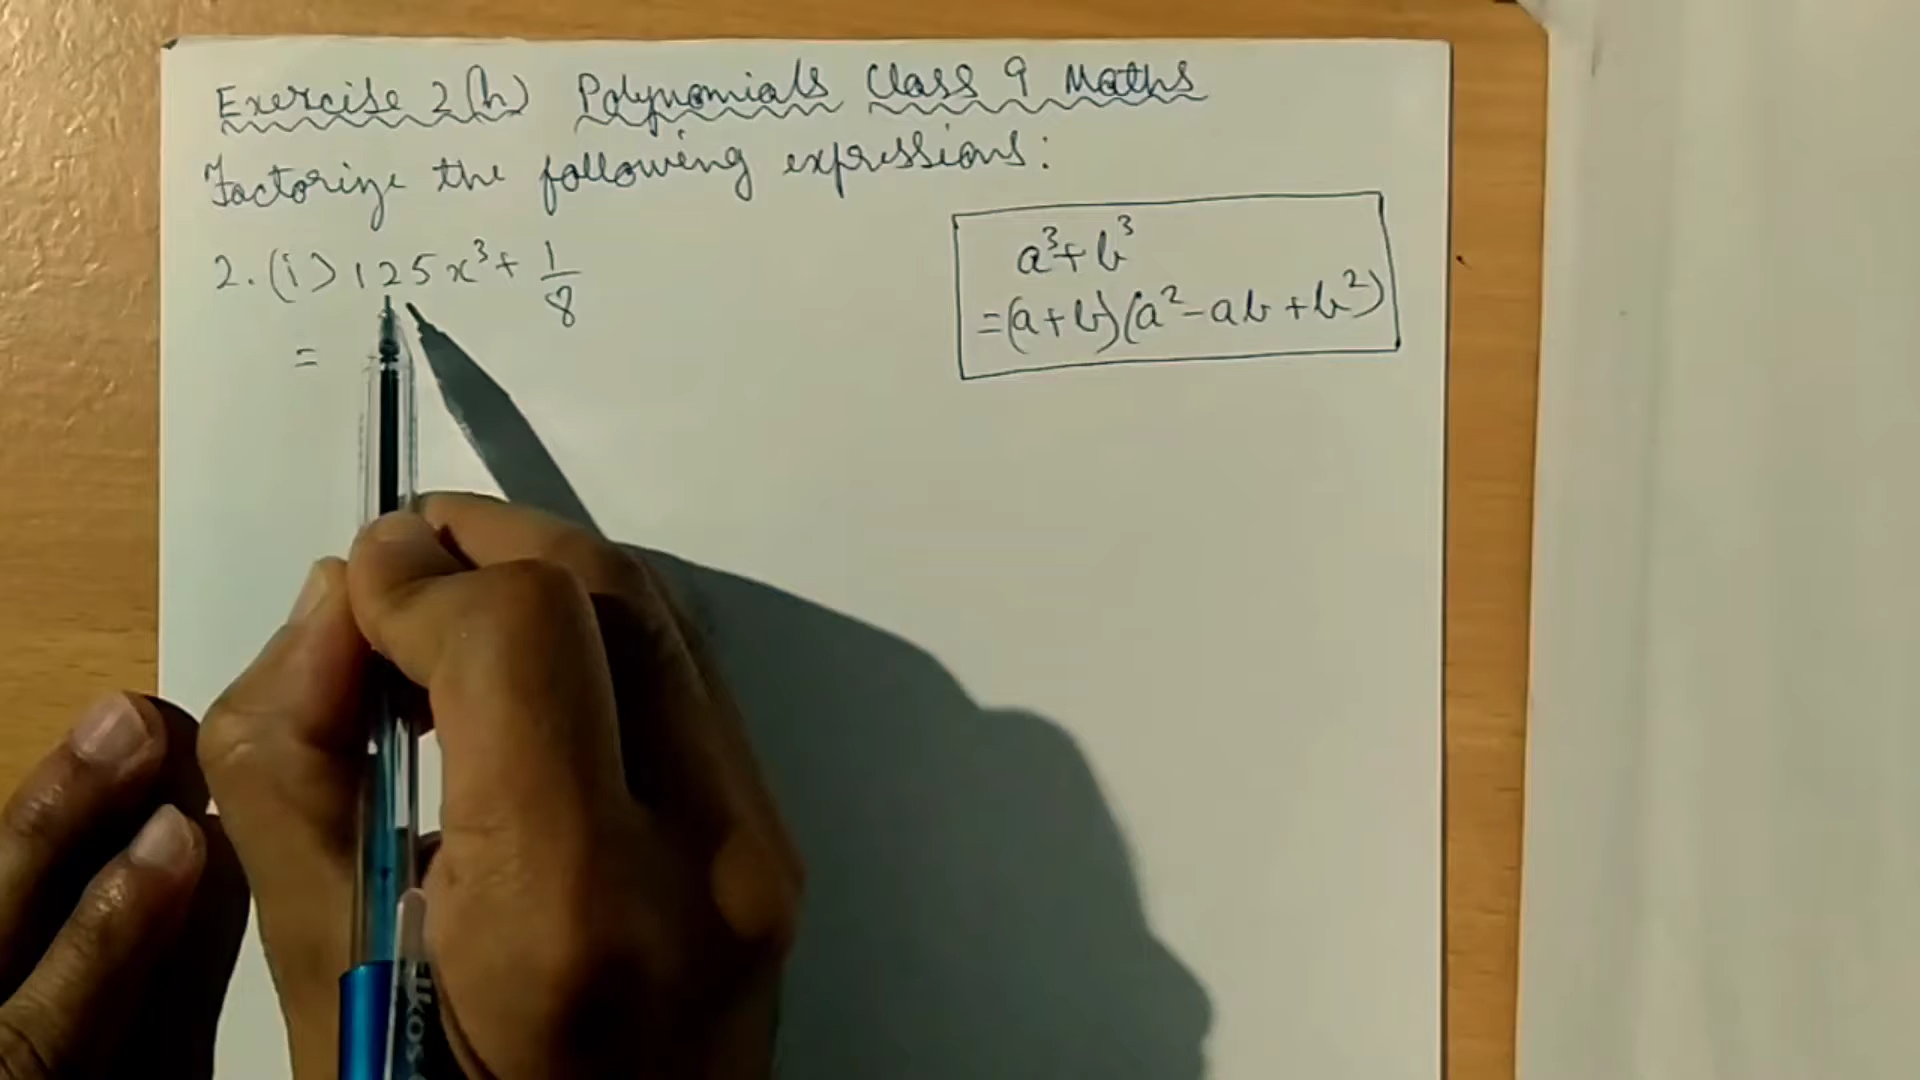 Exercise 2(h) Polynomials Class 9 Maths
Factorize the following expressions:
2. (i) 125x³ + 1/8
=
a³+b³
=(a+b)(a²-ab+b²)